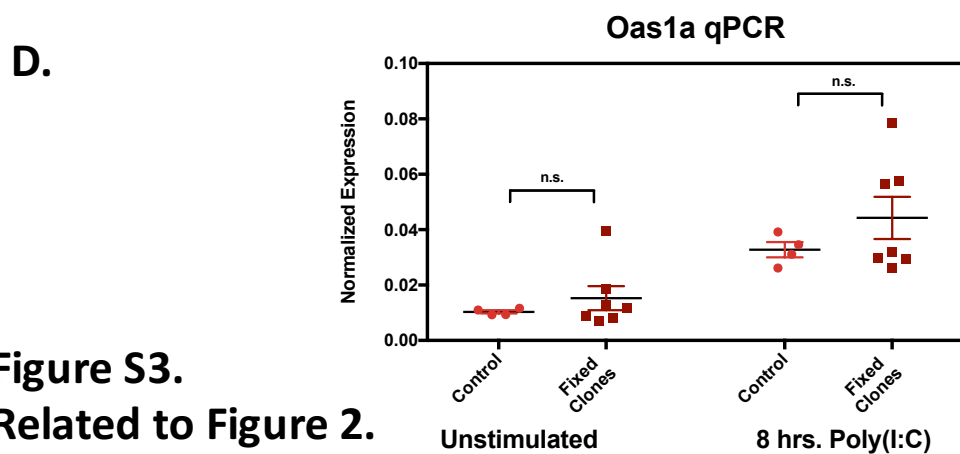 Oas1a qPCR
D.
Normalized Expression
0.10
0.08
0.06
0.04
0.02
0.00
n.s.
n.s.
Control
Fixed
Clones
Control
Fixed
Clones
Unstimulated
8 hrs. Poly(I:C)
Figure S3.
Related to Figure 2.